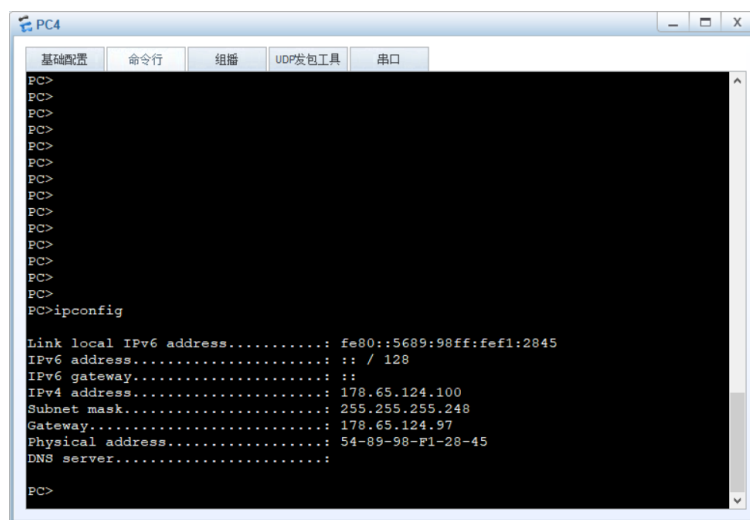 PC4
基础配置 命令行 组播 UDP发包工具 串口
PC>
PC>
PC>
PC>
PC>
PC>
PC>
PC>
PC>
PC>
PC>
PC>
PC>
PC>
PC>ipconfig
Link local IPv6 address...........: fe80::5689:98ff:fef1:2845
IPv6 address......................: :: / 128
IPv6 gateway......................: ::
IPv4 address......................: 178.65.124.100
Subnet mask.......................: 255.255.255.248
Gateway...........................: 178.65.124.97
Physical address..................: 54-89-98-F1-28-45
DNS server........................:
PC>